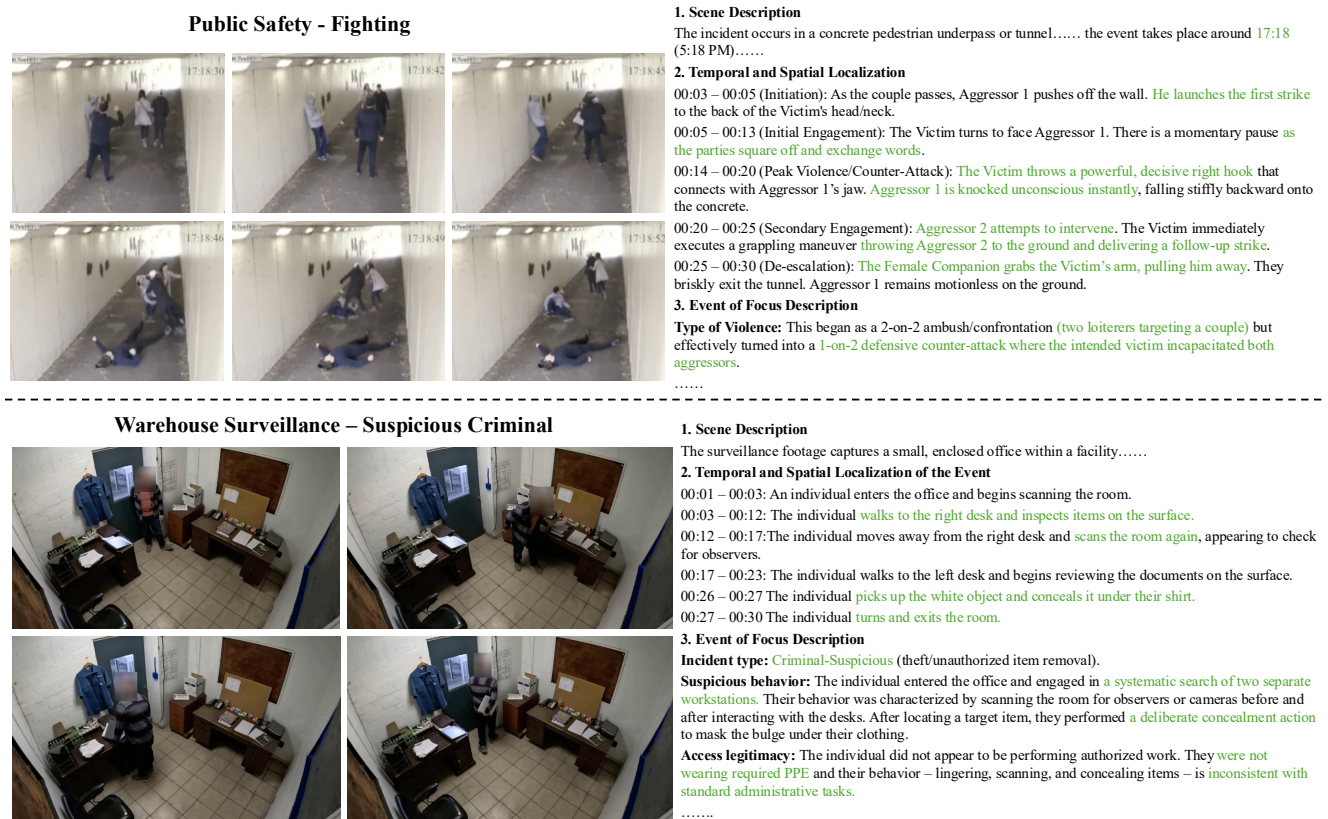 Public Safety - Fighting
17:18:30
17:18:42
17:18:45
17:18:46
17:18:49
17:18:52
1. Scene Description
The incident occurs in a concrete pedestrian underpass or tunnel…… the event takes place around 17:18
(5:18 PM)……
2. Temporal and Spatial Localization
00:03 – 00:05 (Initiation): As the couple passes, Aggressor 1 pushes off the wall. He launches the first strike
to the back of the Victim's head/neck.
00:05 – 00:13 (Initial Engagement): The Victim turns to face Aggressor 1. There is a momentary pause as
the parties square off and exchange words.
00:14 – 00:20 (Peak Violence/Counter-Attack): The Victim throws a powerful, decisive right hook that
connects with Aggressor 1’s jaw. Aggressor 1 is knocked unconscious instantly, falling stiffly backward onto
the concrete.
00:20 – 00:25 (Secondary Engagement): Aggressor 2 attempts to intervene. The Victim immediately
executes a grappling maneuver throwing Aggressor 2 to the ground and delivering a follow-up strike.
00:25 – 00:30 (De-escalation): The Female Companion grabs the Victim’s arm, pulling him away. They
briskly exit the tunnel. Aggressor 1 remains motionless on the ground.
3. Event of Focus Description
Type of Violence: This began as a 2-on-2 ambush/confrontation (two loiterers targeting a couple) but
effectively turned into a 1-on-2 defensive counter-attack where the intended victim incapacitated both
aggressors.
……
Warehouse Surveillance – Suspicious Criminal
1. Scene Description
The surveillance footage captures a small, enclosed office within a facility……
2. Temporal and Spatial Localization of the Event
00:01 – 00:03: An individual enters the office and begins scanning the room.
00:03 – 00:12: The individual walks to the right desk and inspects items on the surface.
00:12 – 00:17:The individual moves away from the right desk and scans the room again, appearing to check
for observers.
00:17 – 00:23: The individual walks to the left desk and begins reviewing the documents on the surface.
00:26 – 00:27 The individual picks up the white object and conceals it under their shirt.
00:27 – 00:30 The individual turns and exits the room.
3. Event of Focus Description
Incident type: Criminal-Suspicious (theft/unauthorized item removal).
Suspicious behavior: The individual entered the office and engaged in a systematic search of two separate
workstations. Their behavior was characterized by scanning the room for observers or cameras before and
after interacting with the desks. After locating a target item, they performed a deliberate concealment action
to mask the bulge under their clothing.
Access legitimacy: The individual did not appear to be performing authorized work. They were not
wearing required PPE and their behavior – lingering, scanning, and concealing items – is inconsistent with
standard administrative tasks.
…….